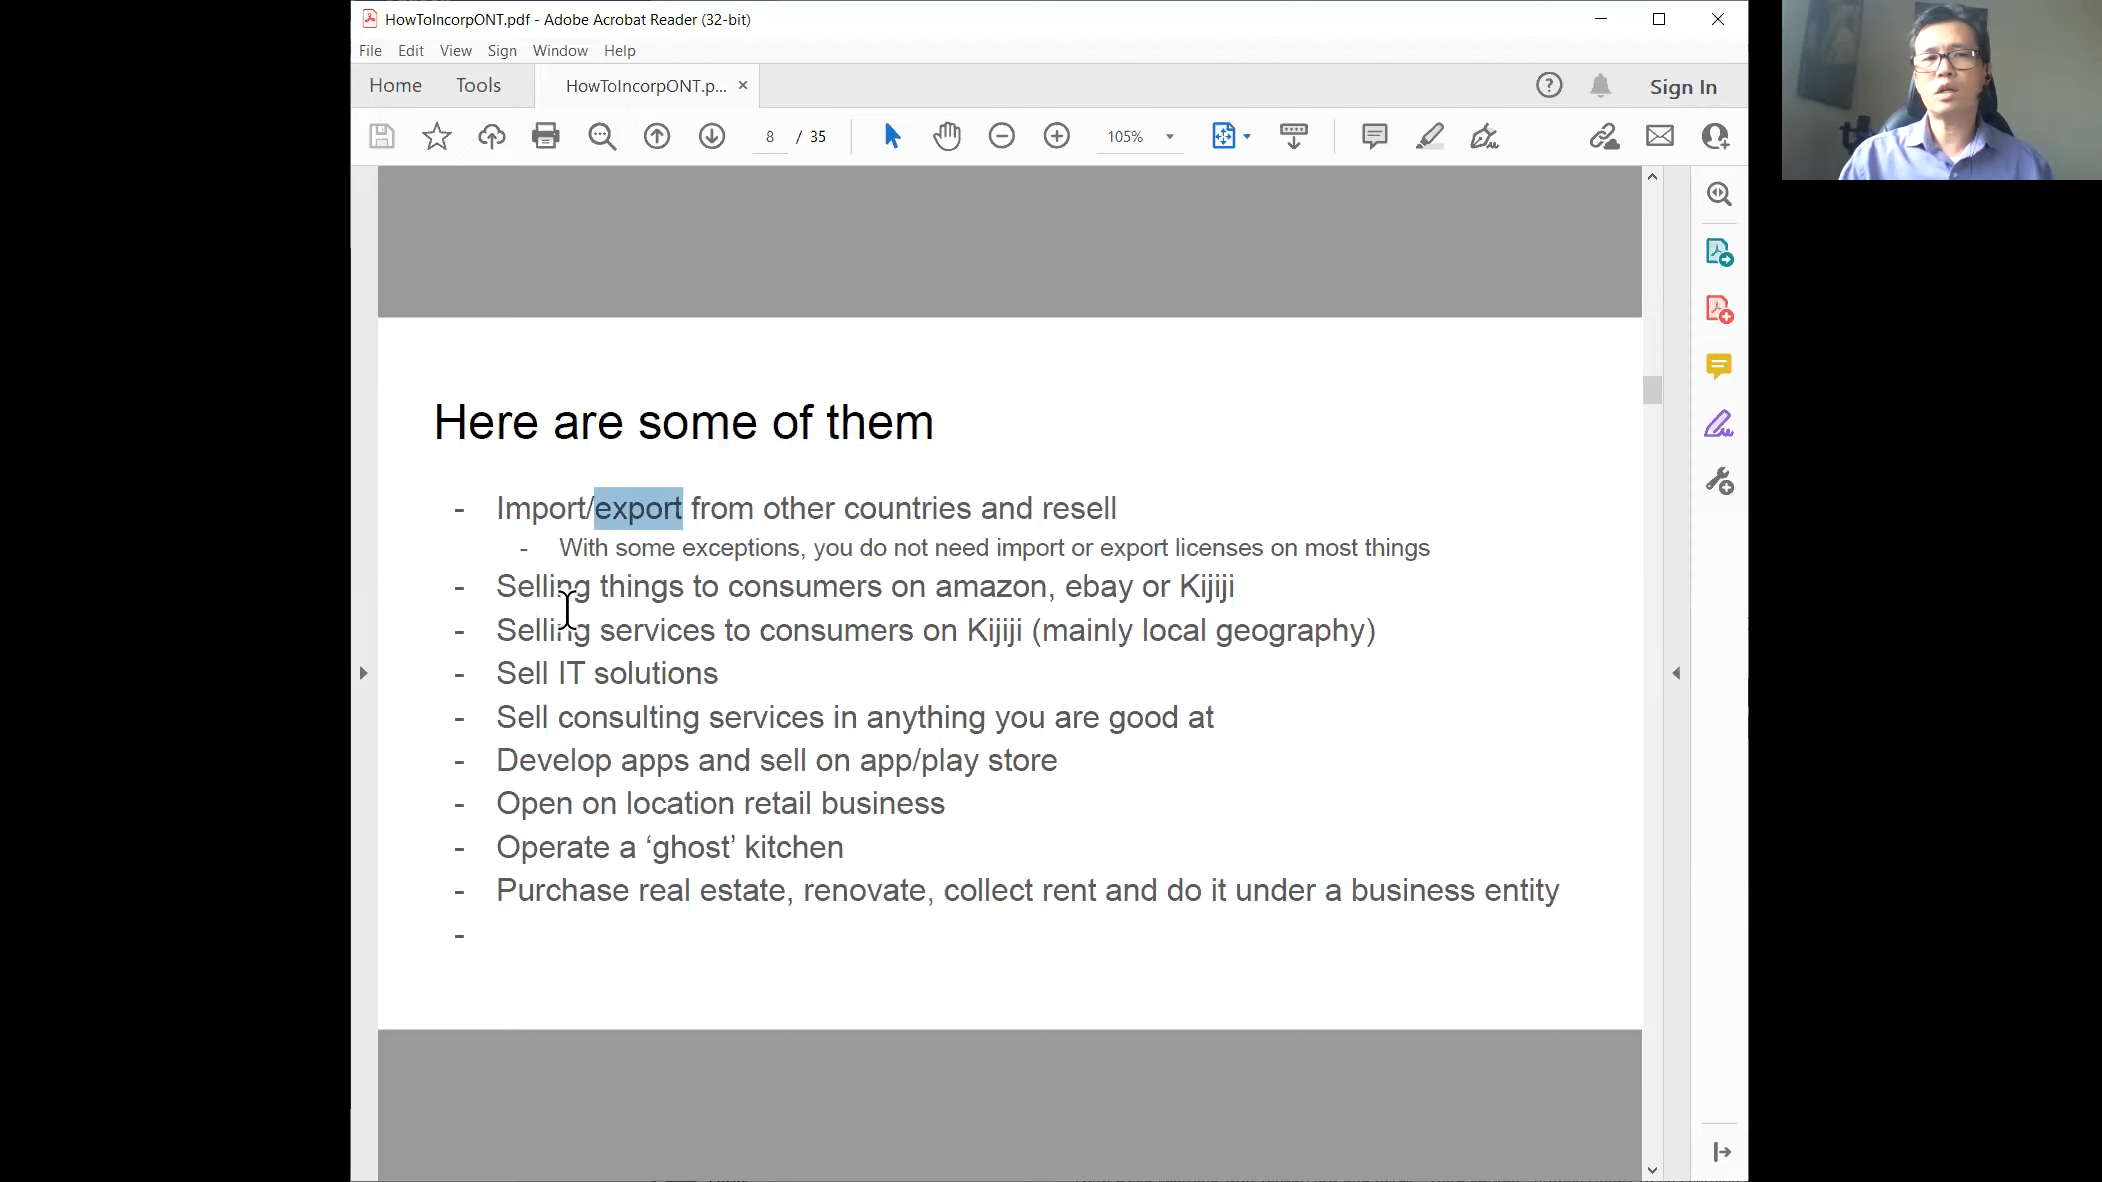 HowToIncorpONT.pdf - Adobe Acrobat Reader (32-bit)
File Edit View Sign Window Help
Home Tools HowToIncorpONT.p... Sign In
8 / 35 105%
Here are some of them
- Import/export from other countries and resell
- With some exceptions, you do not need import or export licenses on most things
- Selling things to consumers on amazon, ebay or Kijiji
- Selling services to consumers on Kijiji (mainly local geography)
- Sell IT solutions
- Sell consulting services in anything you are good at
- Develop apps and sell on app/play store
- Open on location retail business
- Operate a ‘ghost’ kitchen
- Purchase real estate, renovate, collect rent and do it under a business entity
-